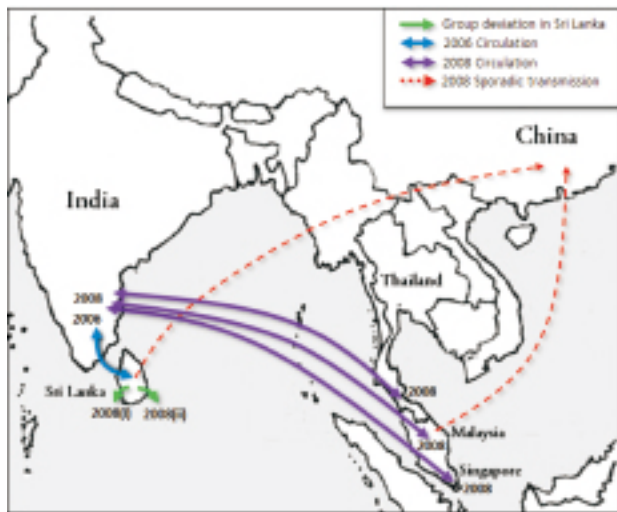 Group deviation in Sri Lanka
2006 Circulation
2008 Circulation
2008 Sporadic transmission
China
India
Thailand
2008
2006
2008
Sri Lanka
2008(i)
2008(ii)
Malaysia
2008
Singapore
2008